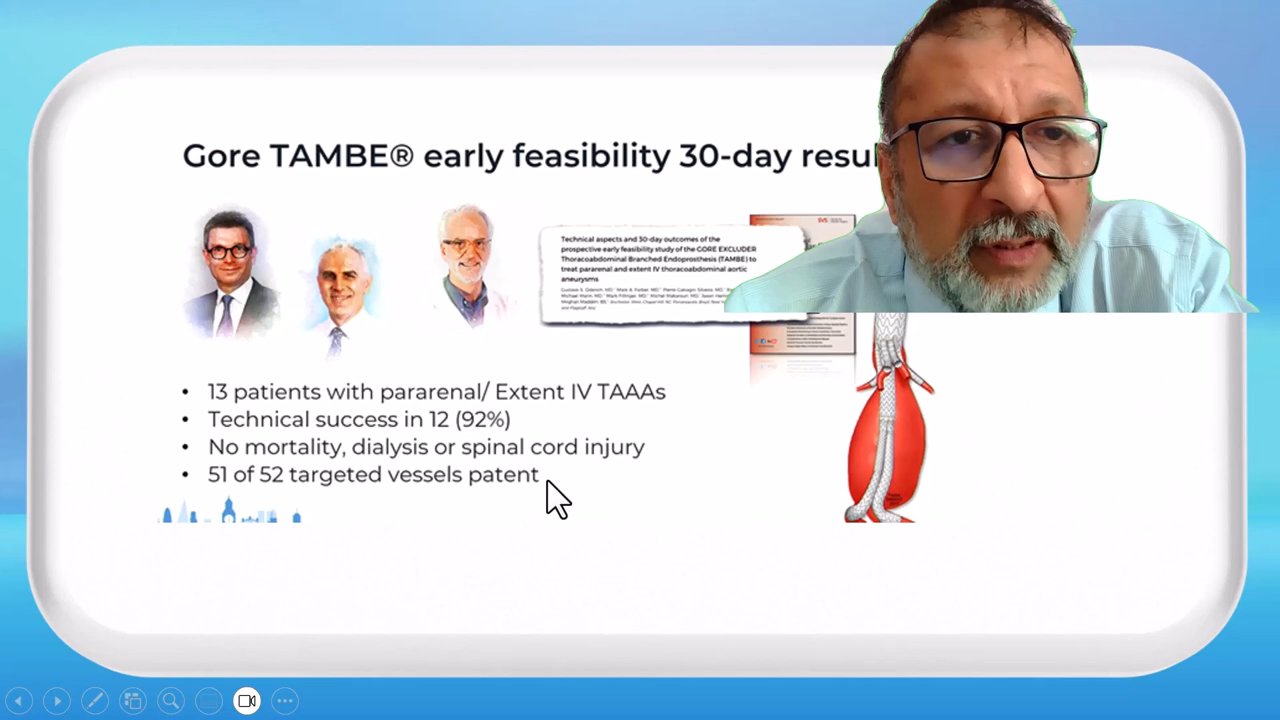 Gore TAMBE® early feasibility 30-day resul
SVS
Technical aspects and 30-day outcomes of the
prospective early feasibility study of the GORE EXCLUDER
Thoracoabdominal Branched Endoprosthesis (TAMBE) to
treat pararenal and extent IV thoracoabdominal aortic
aneurysms
• 13 patients with pararenal/ Extent IV TAAAs
• Technical success in 12 (92%)
• No mortality, dialysis or spinal cord injury
• 51 of 52 targeted vessels patent